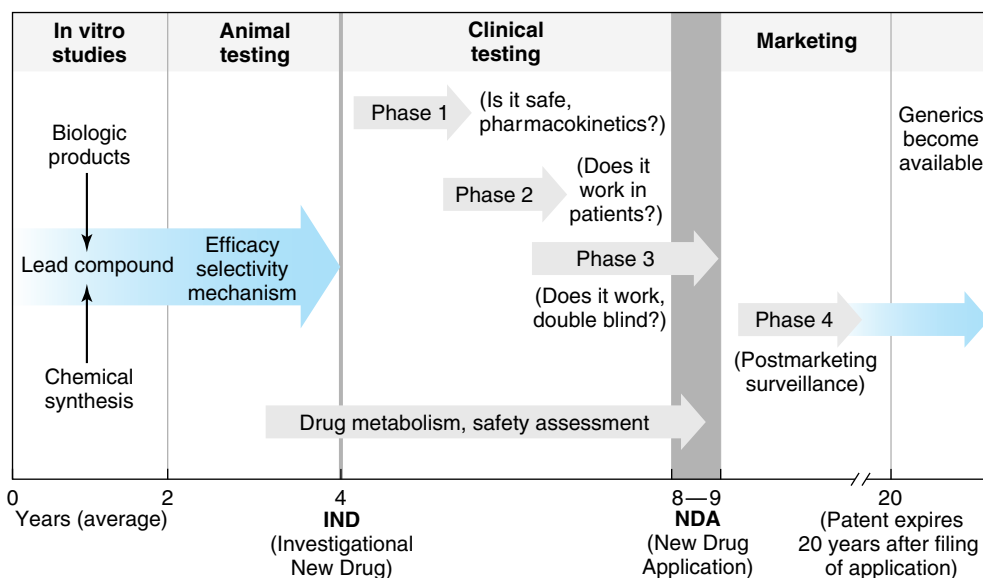 In vitro
studies
Animal
testing
Clinical
testing
Marketing
Phase 1
(Is it safe,
pharmacokinetics?)
Generics
become
available
Biologic
products
Phase 2
(Does it
work in
patients?)
Lead compound
Efficacy
selectivity
mechanism
Phase 3
(Does it work,
double blind?)
Phase 4
(Postmarketing
surveillance)
Chemical
synthesis
Drug metabolism, safety assessment
0
2
4
8—9
20
Years (average)
IND
(Investigational
New Drug)
NDA
(New Drug
Application)
(Patent expires
20 years after filing
of application)